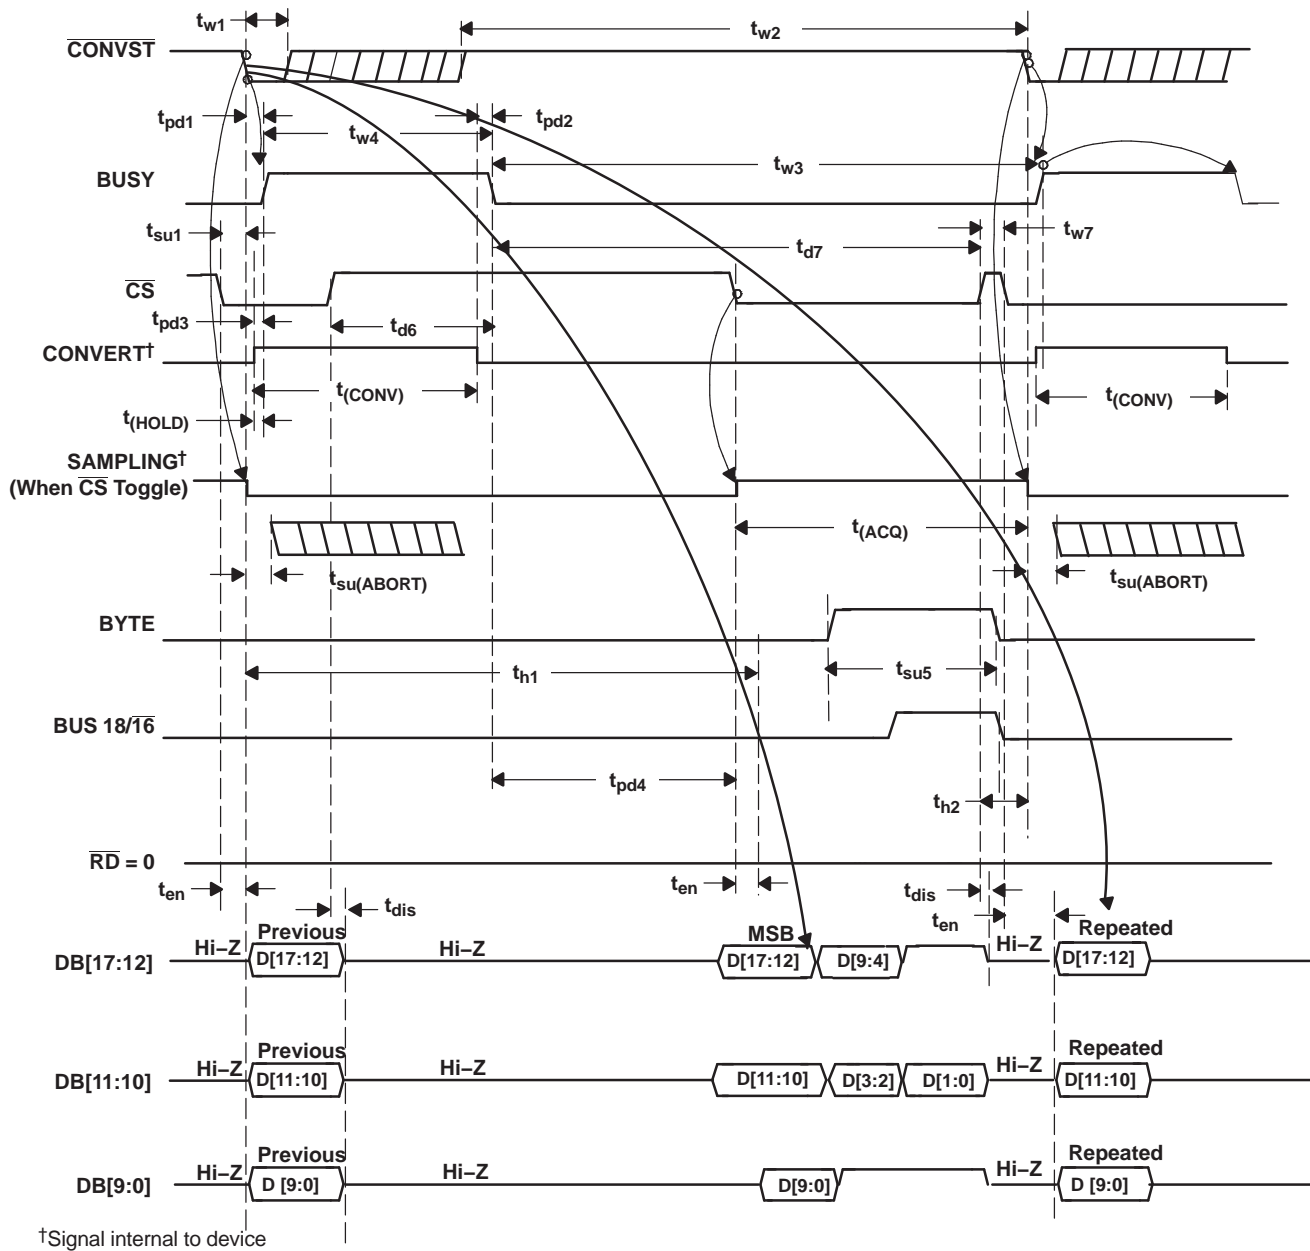 tw1
tw2
CONVST
tpd1
tw4
tpd2
tw3
BUSY
tsu1
td7
tw7
CS
tpd3
td6
CONVERT†
t(CONV)
t(CONV)
t(HOLD)
SAMPLING†
(When CS Toggle)
t(ACQ)
tsu(ABORT)
tsu(ABORT)
BYTE
th1
tsu5
BUS 18/16
tpd4
th2
RD = 0
ten
tdis
ten
tdis
ten
Previous
MSB
Repeated
DB[17:12]
Hi–Z
D[17:12]
Hi–Z
D[17:12]
D[9:4]
Hi–Z
D[17:12]
Previous
Repeated
DB[11:10]
Hi–Z
D[11:10]
Hi–Z
D[11:10]
D[3:2]
D[1:0]
Hi–Z
D[11:10]
Previous
Repeated
DB[9:0]
Hi–Z
D [9:0]
Hi–Z
D[9:0]
Hi–Z
D [9:0]
†Signal internal to device